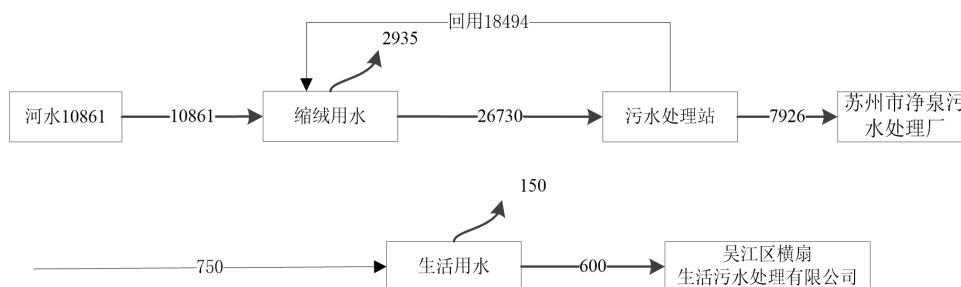 回用18494
2935
河水10861
10861
缩绒用水
26730
污水处理站
7926
苏州市净泉污
水处理厂
150
750
生活用水
600
吴江区横扇
生活污水处理有限公司